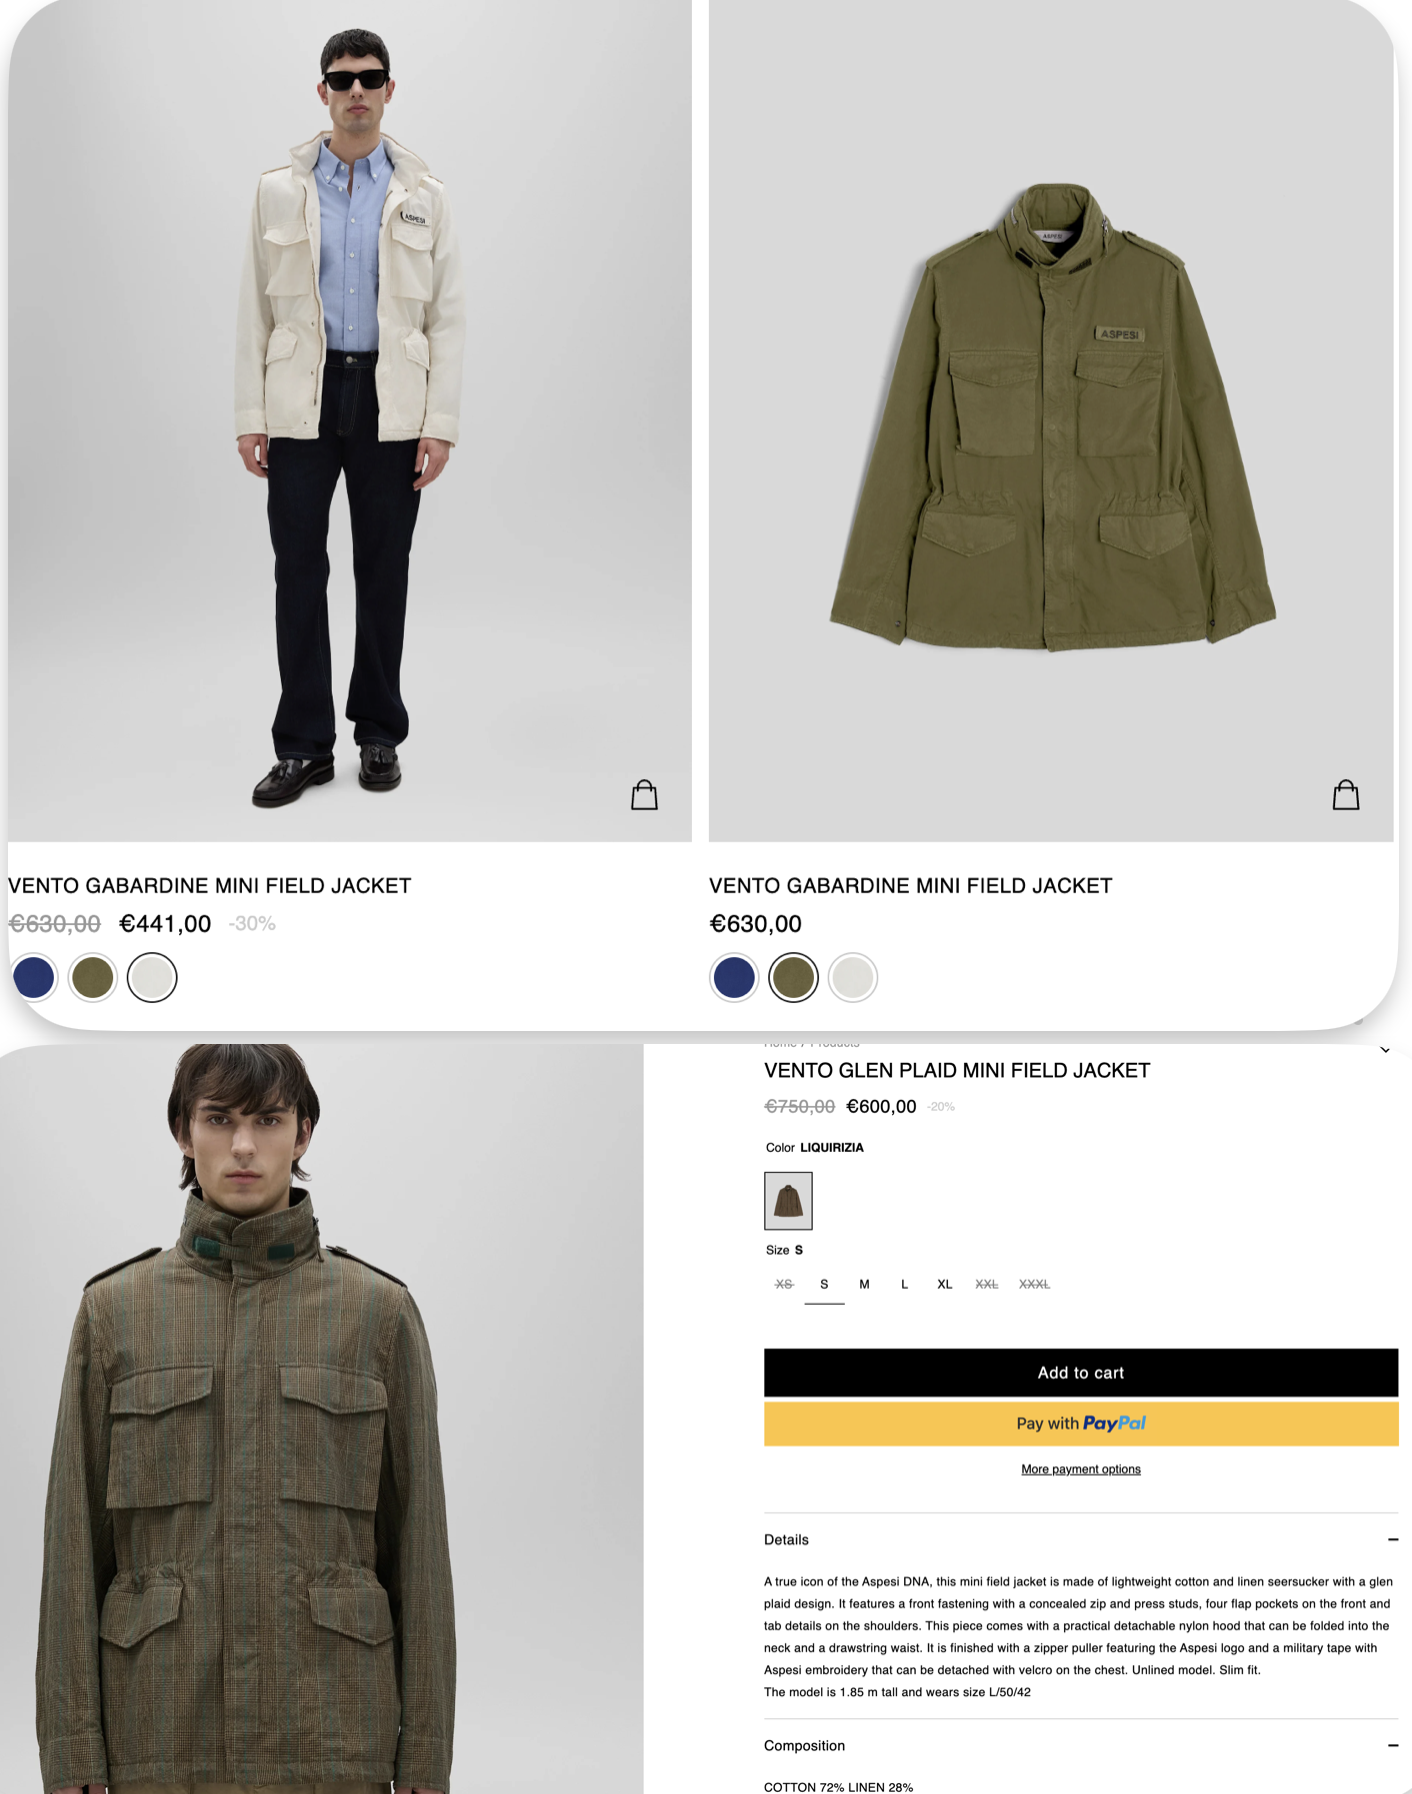 ASPESI
ASPESI
ASPESI
VENTO GABARDINE MINI FIELD JACKET
€630,00 €441,00 -30%
VENTO GABARDINE MINI FIELD JACKET
€630,00
Home / Products
VENTO GLEN PLAID MINI FIELD JACKET
€750,00 €600,00 -20%
Color LIQUIRIZIA
Size S
XS S M L XL XXL XXXL
Add to cart
Pay with PayPal
More payment options
Details
A true icon of the Aspesi DNA, this mini field jacket is made of lightweight cotton and linen seersucker with a glen
plaid design. It features a front fastening with a concealed zip and press studs, four flap pockets on the front and
tab details on the shoulders. This piece comes with a practical detachable nylon hood that can be folded into the
neck and a drawstring waist. It is finished with a zipper puller featuring the Aspesi logo and a military tape with
Aspesi embroidery that can be detached with velcro on the chest. Unlined model. Slim fit.
The model is 1.85 m tall and wears size L/50/42
Composition
COTTON 72% LINEN 28%